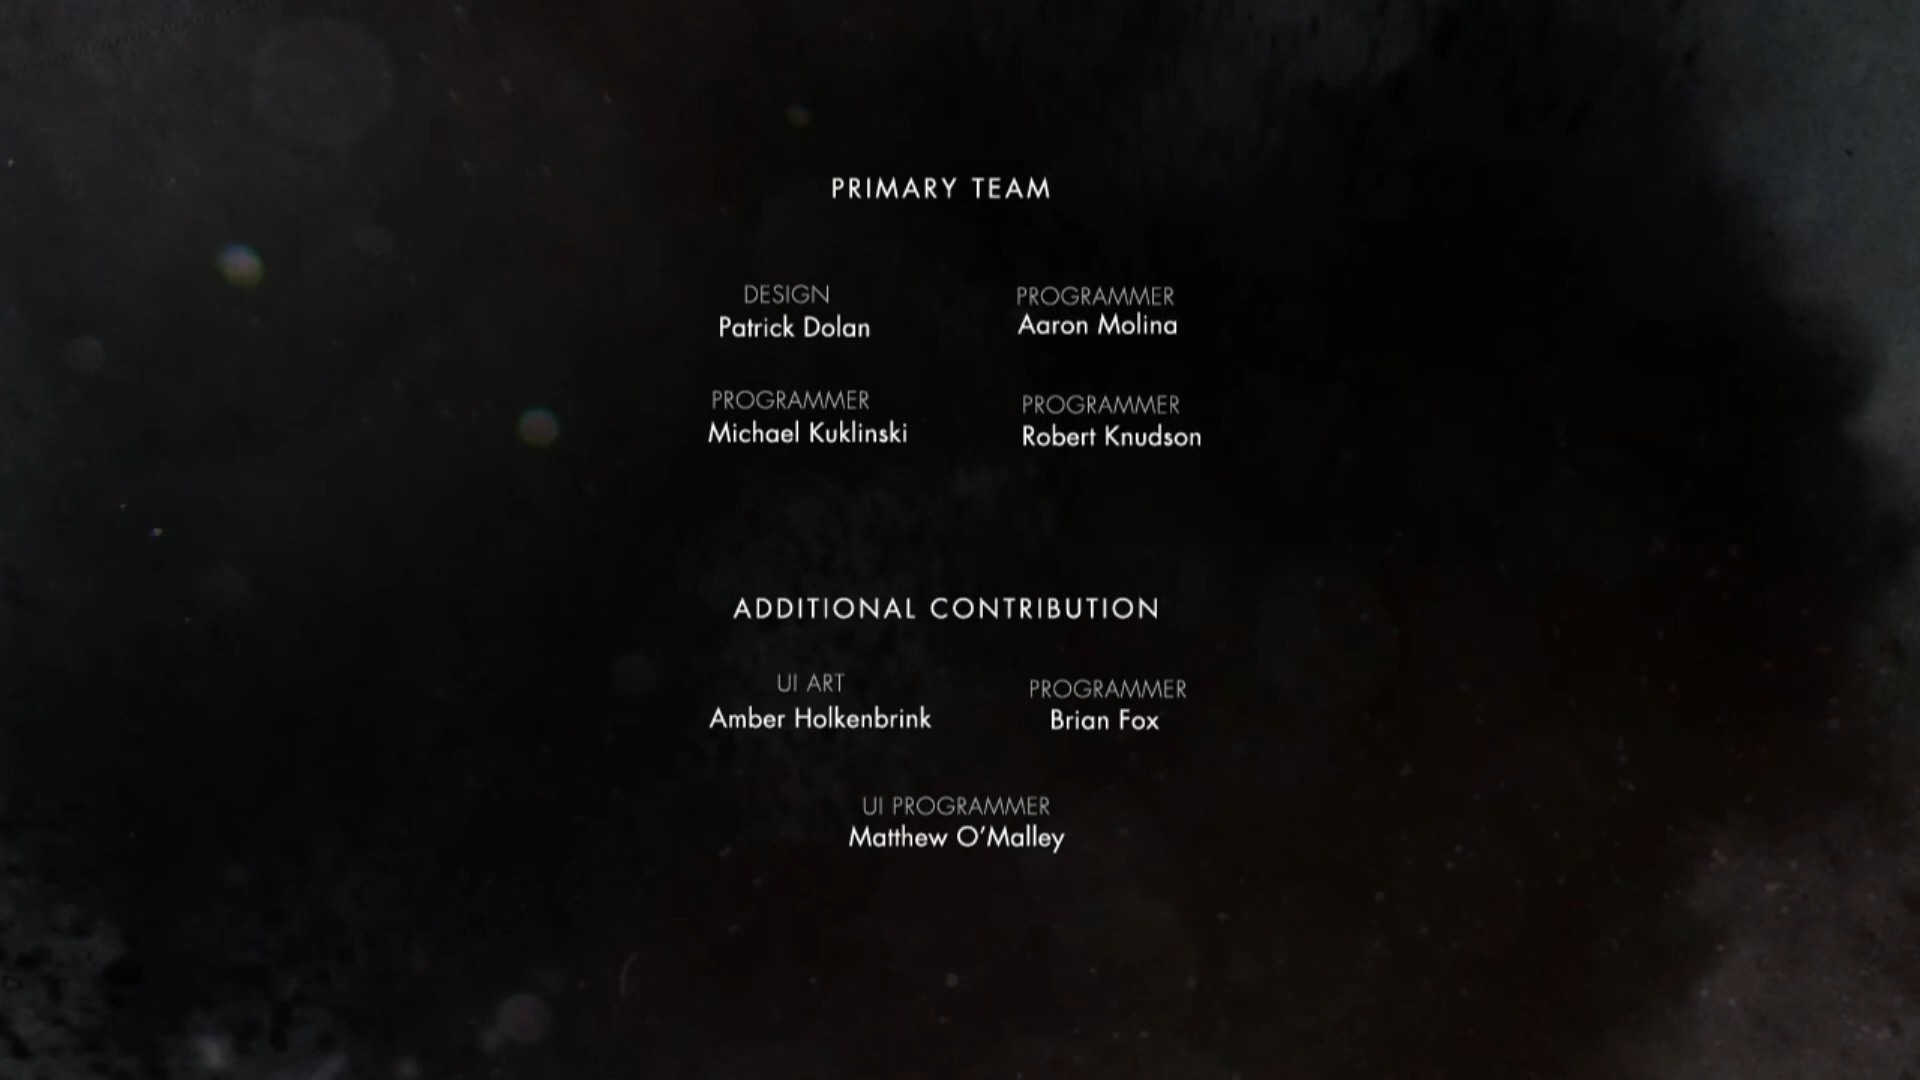 PRIMARY TEAM
DESIGN
Patrick Dolan
PROGRAMMER
Aaron Molina
PROGRAMMER
Michael Kuklinski
PROGRAMMER
Robert Knudson
ADDITIONAL CONTRIBUTION
UI ART
Amber Holkenbrink
PROGRAMMER
Brian Fox
UI PROGRAMMER
Matthew O'Malley